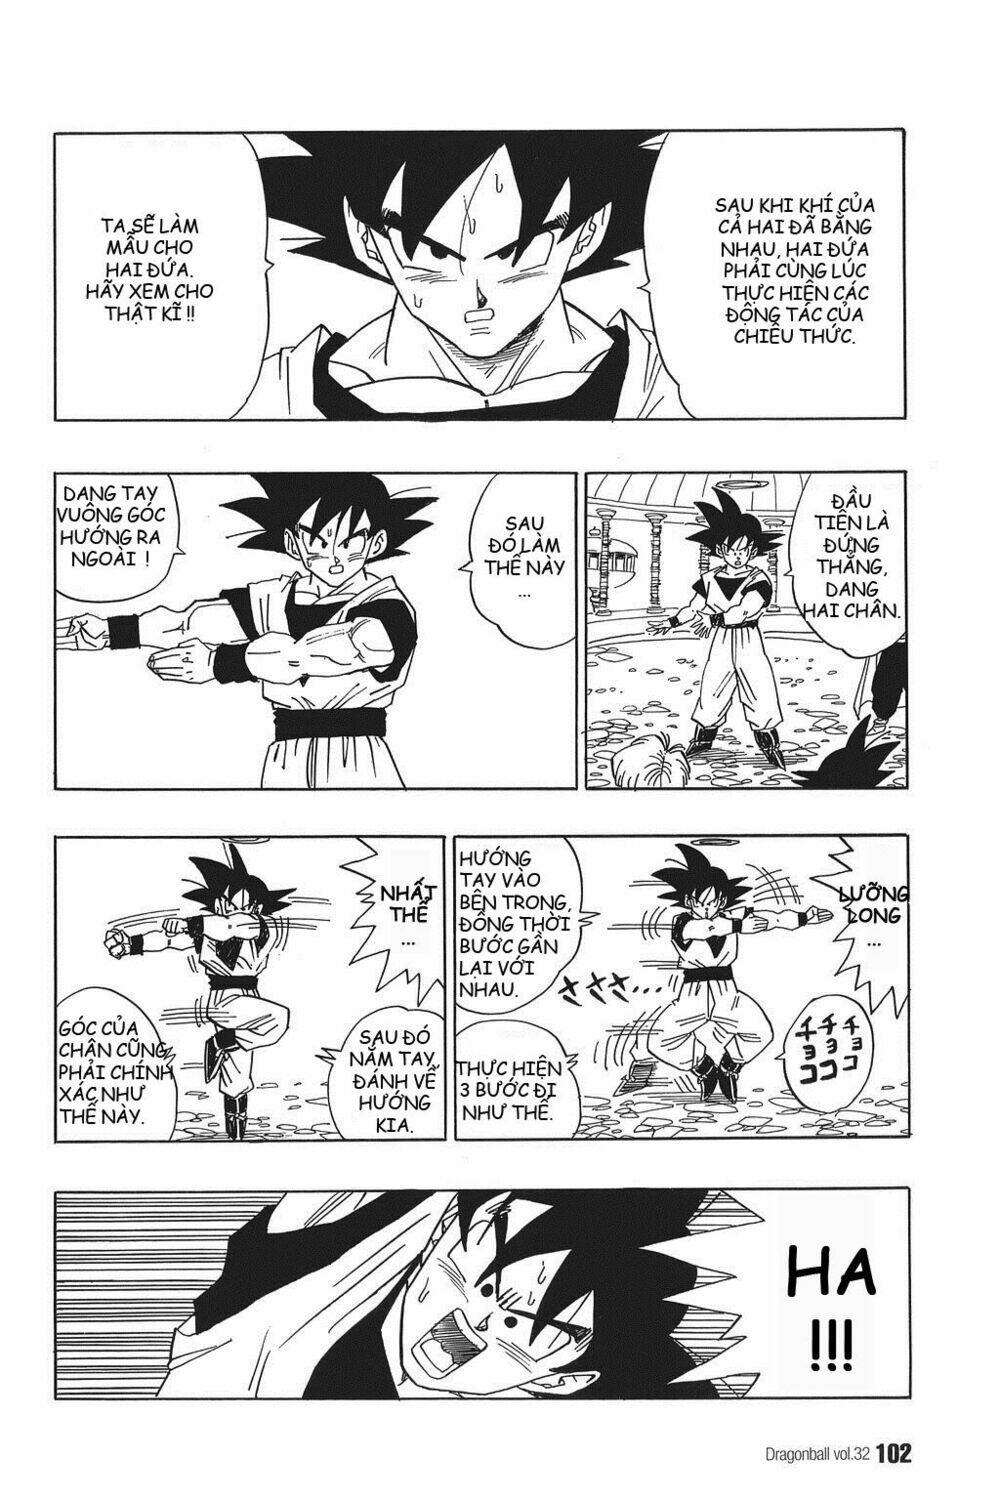 SAU KHI KHÍ CỦA
CẢ HAI ĐÃ BẰNG
NHAU, HAI ĐỨA
PHẢI CÙNG LÚC
THỰC HIỆN CÁC
ĐỘNG TÁC CỦA
CHIÊU THỨC.
TA SẼ LÀM
MẪU CHO
HAI ĐỨA.
HÃY XEM CHO
THẬT KĨ !!
ĐẦU
TIÊN LÀ
ĐỨNG
THẲNG,
DANG
HAI CHÂN.
SAU
ĐÓ LÀM
THẾ NÀY
...
DANG TAY
VUÔNG GÓC
HƯỚNG RA
NGOÀI !
LƯỠNG
LONG
...
HƯỚNG
TAY VÀO
BÊN TRONG,
ĐỒNG THỜI
BƯỚC GẦN
LẠI VỚI
NHAU.
ささささ...
チョコ
チョコ
チョコ
THỰC HIỆN
3 BƯỚC ĐI
NHƯ THẾ.
NHẤT
THỂ
...
SAU ĐÓ
NẮM TAY,
ĐÁNH VỀ
HƯỚNG
KIA.
GÓC CỦA
CHÂN CŨNG
PHẢI CHÍNH
XÁC NHƯ
THẾ NÀY.
HA
!!!
Dragonball vol.32 102